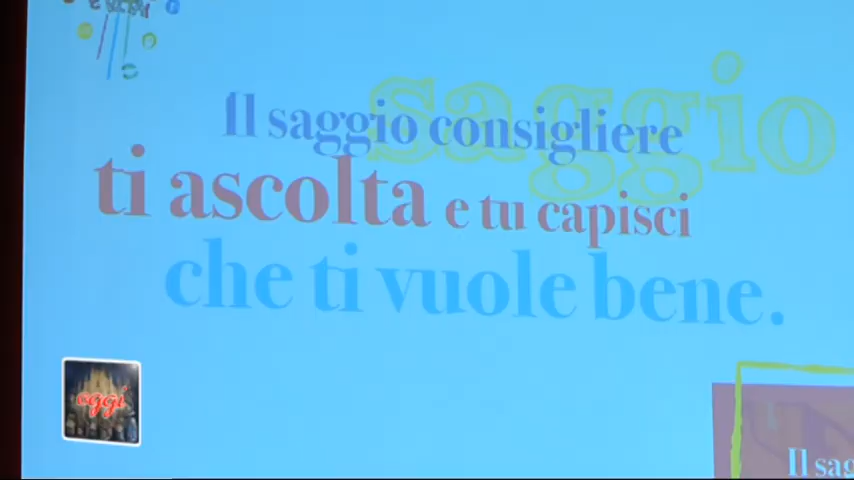 saggio
Il saggio consigliere
ti ascolta e tu capisci
che ti vuole bene.
oggi
Il sag